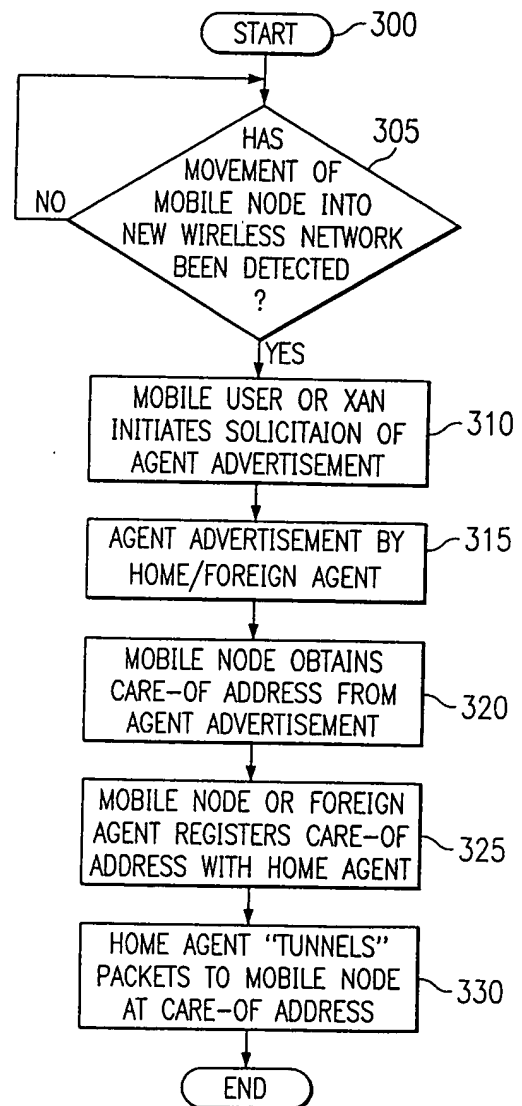 START
300
305
HAS
MOVEMENT OF
MOBILE NODE INTO
NEW WIRELESS NETWORK
BEEN DETECTED
?
NO
YES
MOBILE USER OR XAN
INITIATES SOLICITAION OF
AGENT ADVERTISEMENT
310
AGENT ADVERTISEMENT BY
HOME/FOREIGN AGENT
315
MOBILE NODE OBTAINS
CARE-OF ADDRESS FROM
AGENT ADVERTISEMENT
320
MOBILE NODE OR FOREIGN
AGENT REGISTERS CARE-OF
ADDRESS WITH HOME AGENT
325
HOME AGENT "TUNNELS"
PACKETS TO MOBILE NODE
AT CARE-OF ADDRESS
330
END